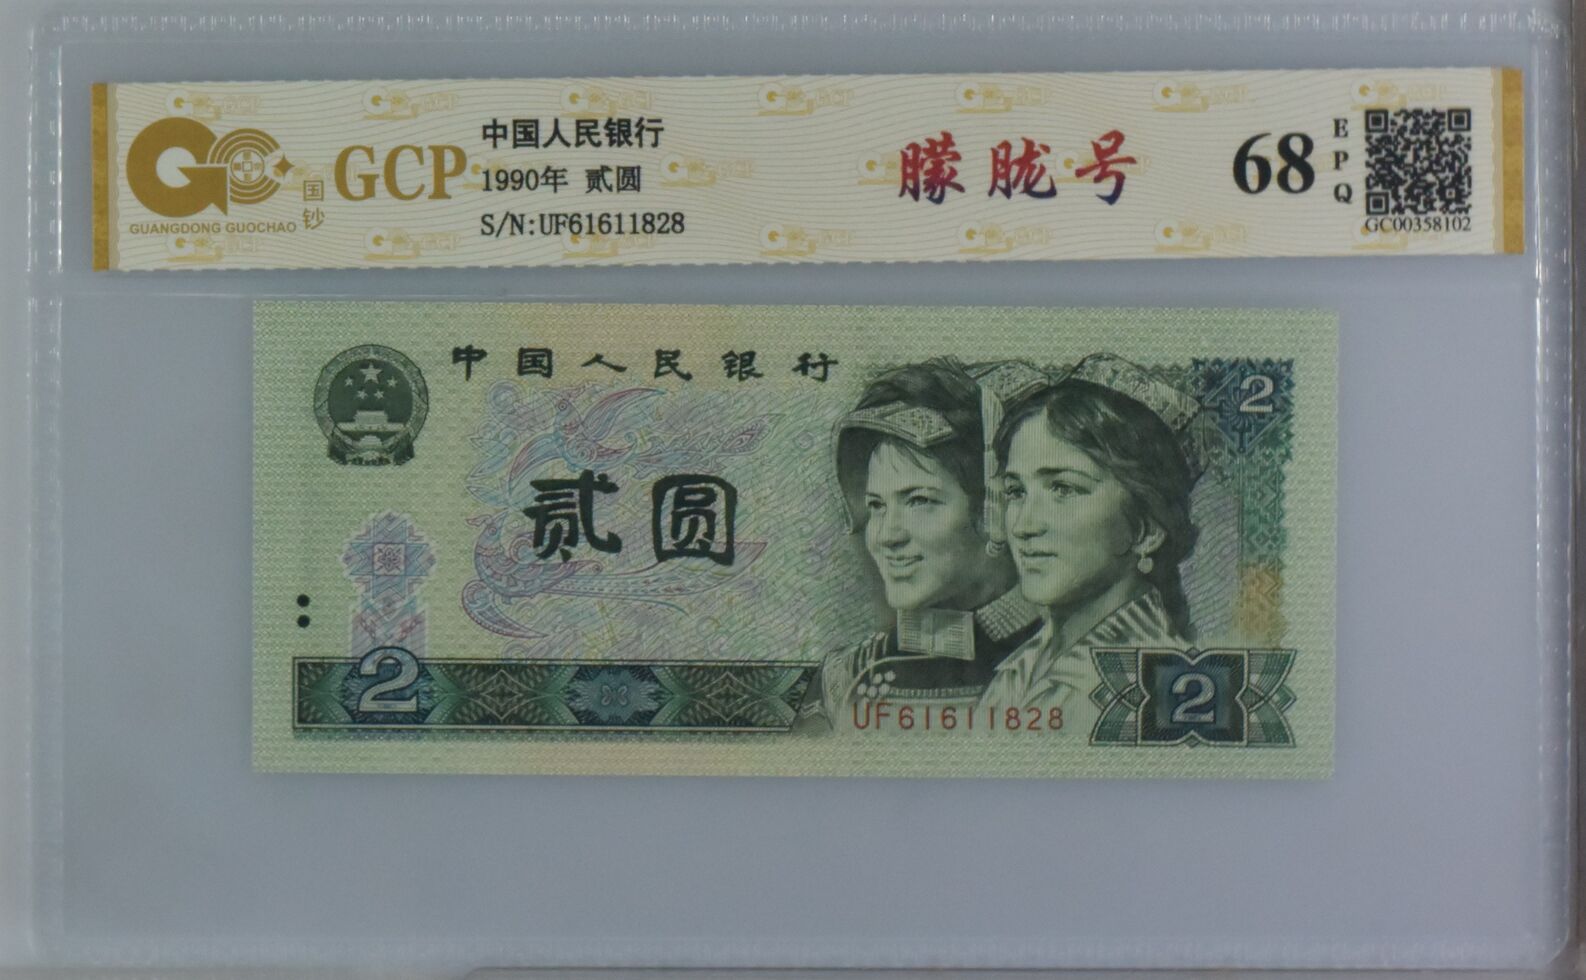 GCP
国钞
GUANGDONG GUOCHAO
中国人民银行
1990年 贰圆
S/N:UF61611828
朦胧号
68
EPQ
GC00358102
中国人民银行
2
贰圆
2
UF61611828
2